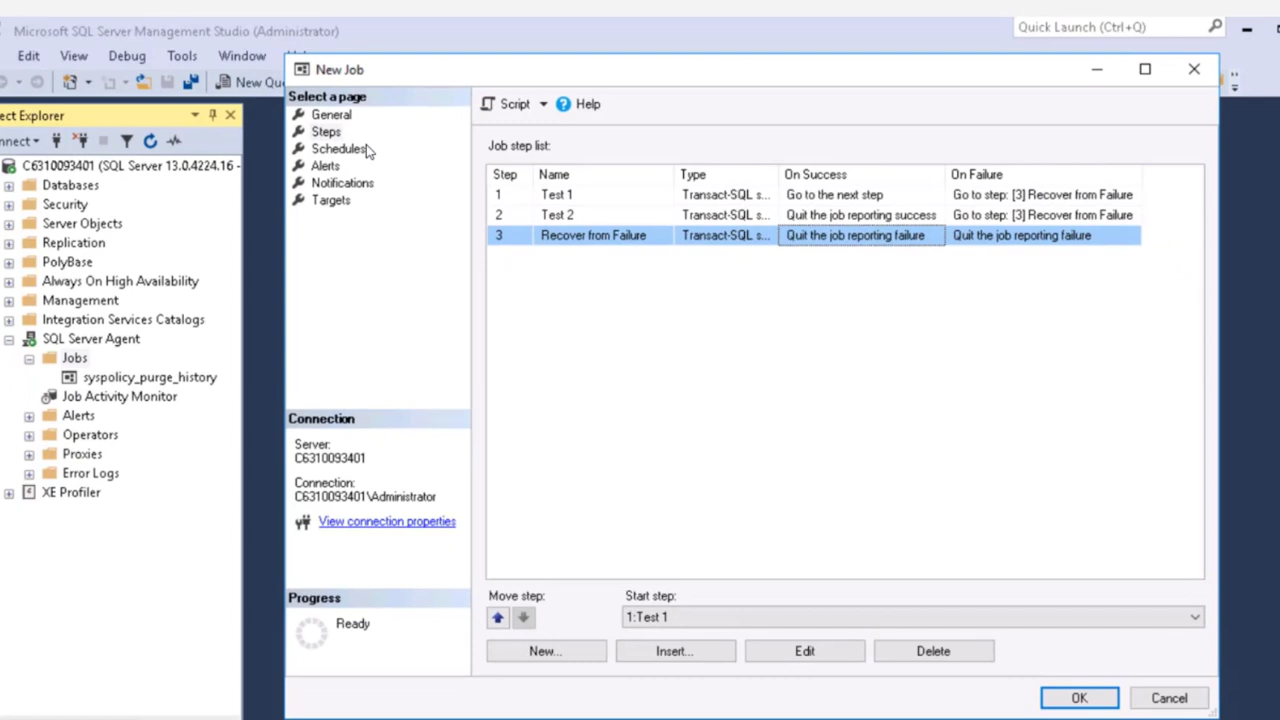 Microsoft SQL Server Management Studio (Administrator)
Quick Launch (Ctrl+Q)
Edit View Debug Tools Window
New Qu
ect Explorer
nnect
C6310093401 (SQL Server 13.0.4224.16 -
Databases
Security
Server Objects
Replication
PolyBase
Always On High Availability
Management
Integration Services Catalogs
SQL Server Agent
Jobs
syspolicy_purge_history
Job Activity Monitor
Alerts
Operators
Proxies
Error Logs
XE Profiler
New Job
Select a page
General
Steps
Schedules
Alerts
Notifications
Targets
Connection
Server:
C6310093401
Connection:
C6310093401\Administrator
View connection properties
Progress
Ready
Script Help
Job step list:
Step Name Type On Success On Failure
1 Test 1 Transact-SQL s... Go to the next step Go to step: [3] Recover from Failure
2 Test 2 Transact-SQL s... Quit the job reporting success Go to step: [3] Recover from Failure
3 Recover from Failure Transact-SQL s... Quit the job reporting failure Quit the job reporting failure
Move step: Start step:
1:Test 1
New... Insert... Edit Delete
OK Cancel